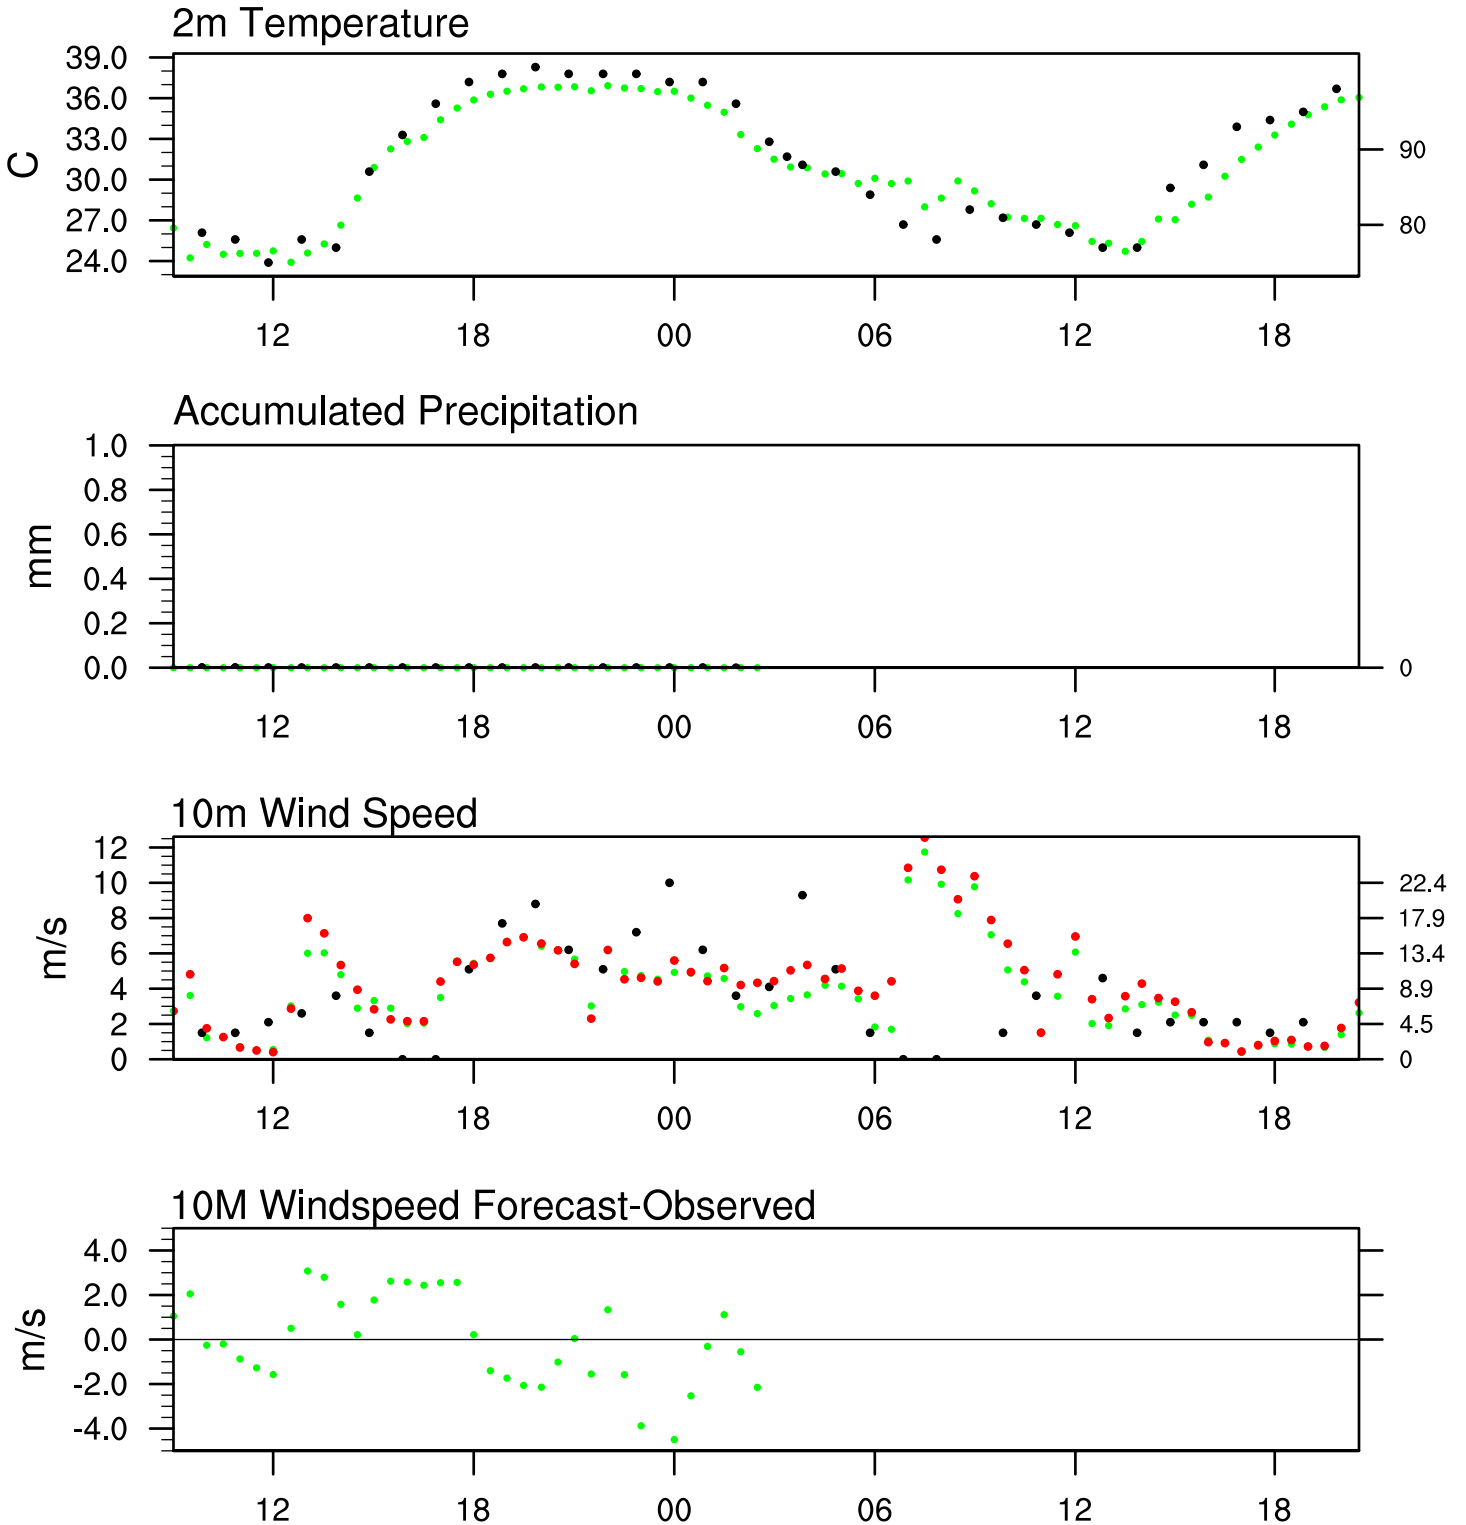 2m Temperature
39.0
36.0
33.0
30.0
27.0
24.0
C
90
80
12 18 00 06 12 18
Accumulated Precipitation
1.0
0.8
0.6
0.4
0.2
0.0
mm
0
12 18 00 06 12 18
10m Wind Speed
12
10
8
6
4
2
0
m/s
22.4
17.9
13.4
8.9
4.5
0
12 18 00 06 12 18
10M Windspeed Forecast-Observed
4.0
2.0
0.0
-2.0
-4.0
m/s
12 18 00 06 12 18